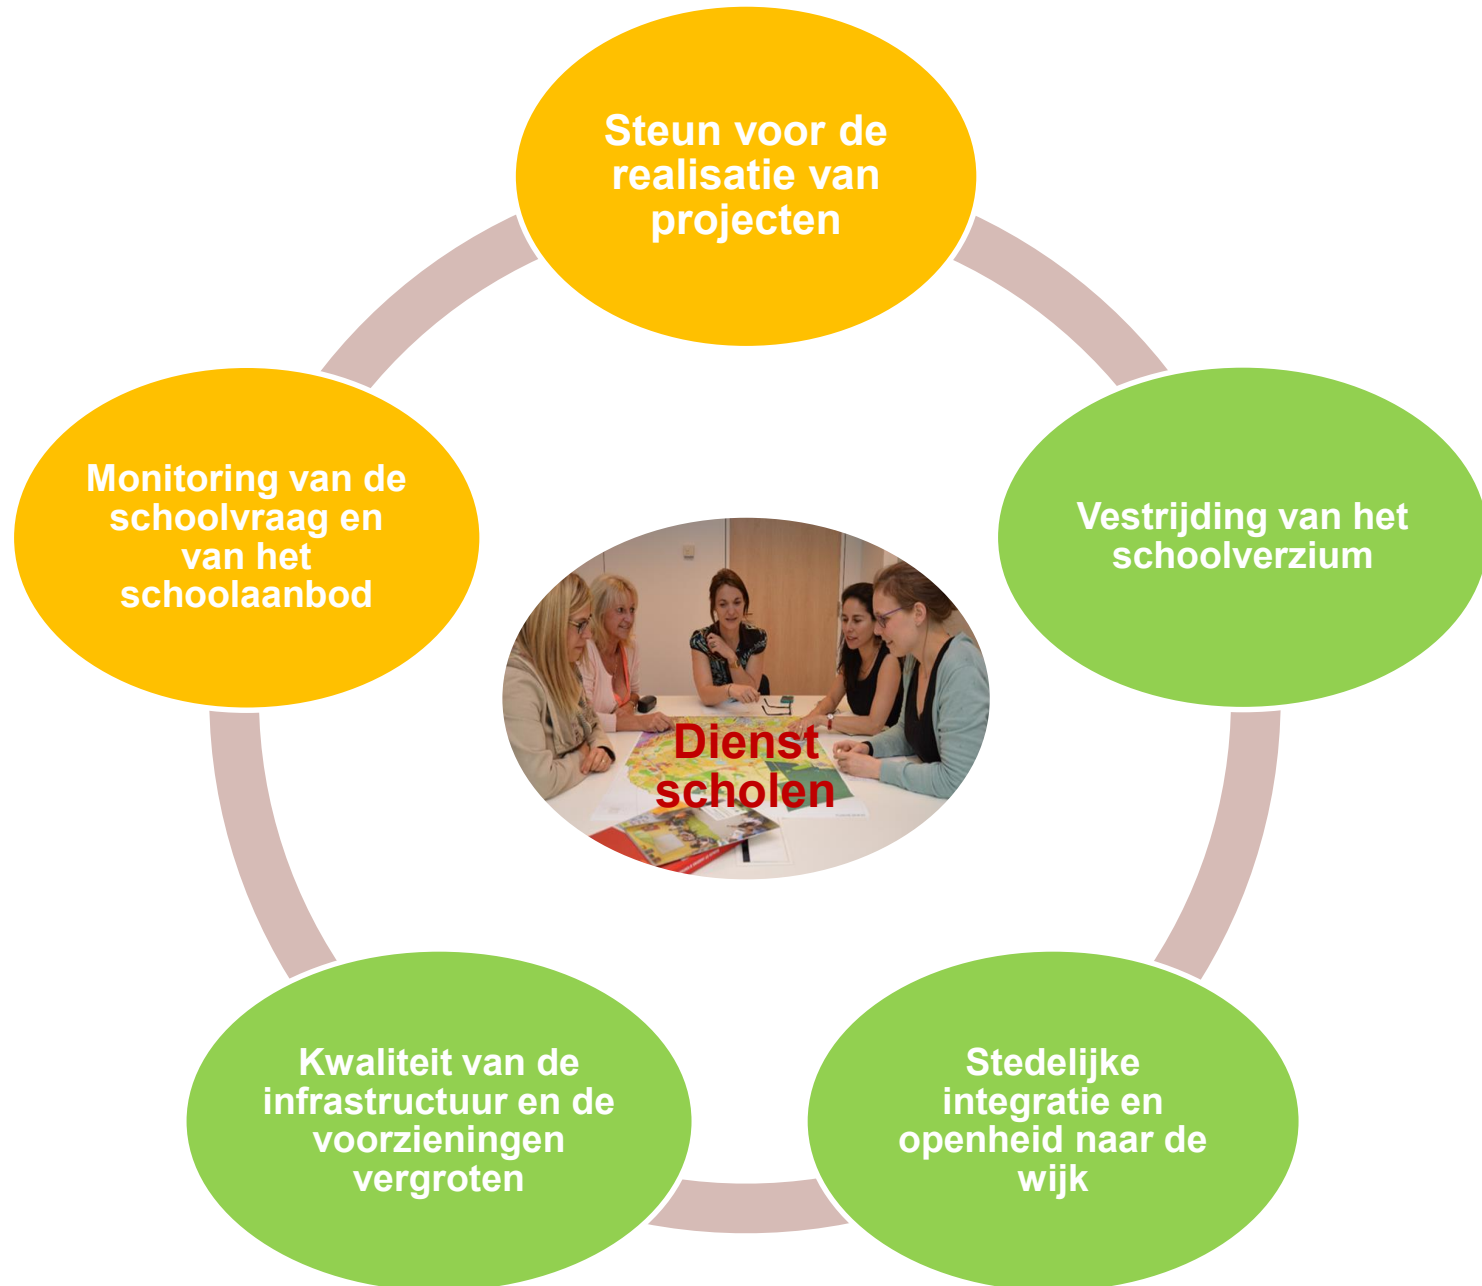 Steun voor de
realisatie van
projecten
Monitoring van de
schoolvraag en
van het
schoolaanbod
Vestrijding van het
schoolverzium
Dienst
scholen
Kwaliteit van de
infrastructuur en de
voorzieningen
vergroten
Stedelijke
integratie en
openheid naar de
wijk